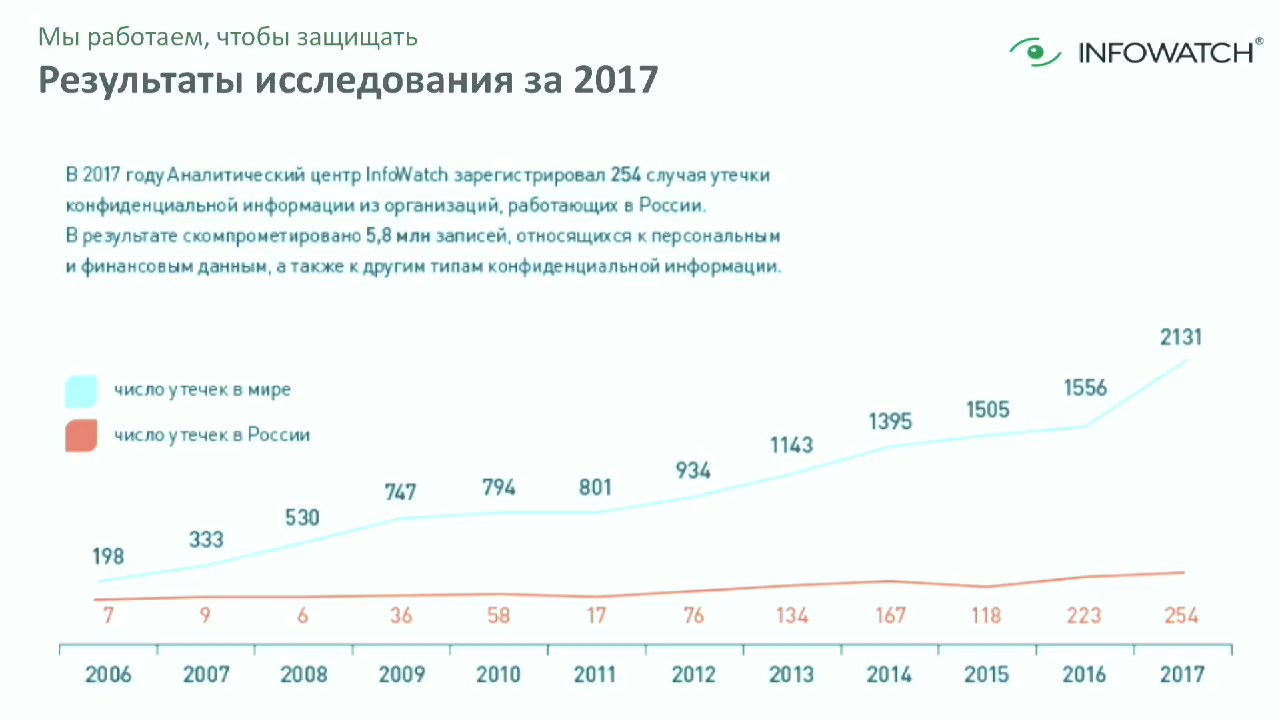 Мы работаем, чтобы защищать
Результаты исследования за 2017
INFOWATCH®
В 2017 году Аналитический центр InfoWatch зарегистрировал 254 случая утечки
конфиденциальной информации из организаций, работающих в России.
В результате скомпрометировано 5,8 млн записей, относящихся к персональным
и финансовым данным, а также к другим типам конфиденциальной информации.
число утечек в мире
число утечек в России
198 333 530 747 794 801 934 1143 1395 1505 1556 2131
7 9 6 36 58 17 76 134 167 118 223 254
2006 2007 2008 2009 2010 2011 2012 2013 2014 2015 2016 2017